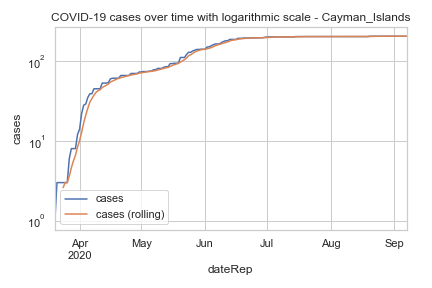 COVID-19 cases over time with logarithmic scale - Cayman_Islands
cases
10²
10¹
10⁰
cases
cases (rolling)
Apr
2020
May
Jun
Jul
Aug
Sep
dateRep